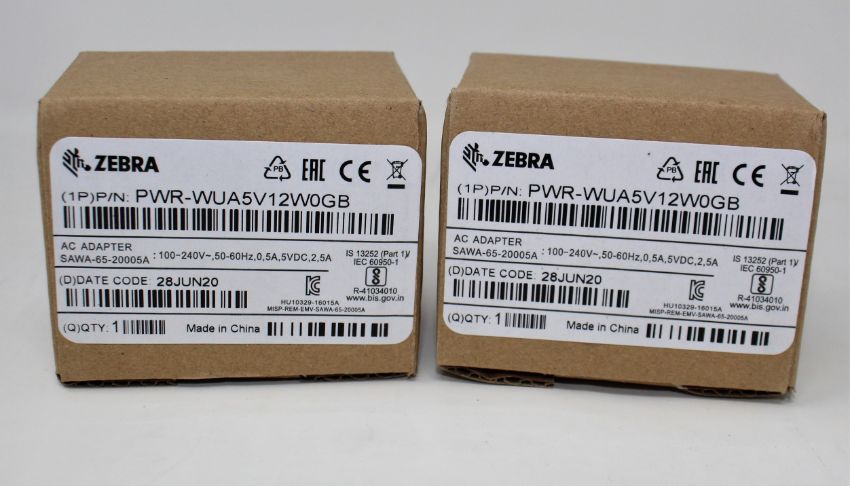 ZEBRA
PB
EAC
CE
(1P)P/N: PWR-WUA5V12W0GB
AC ADAPTER
SAWA-65-20005A : 100-240V~,50-60Hz,0,5A,5VDC,2,5A
IS 13252 (Part 1)/
IEC 60950-1
(D)DATE CODE: 28JUN20
R-41034010
www.bis.gov.in
HU10329-16015A
MISP-REM-EMV-SAWA-65-20005A
(Q)QTY: 1
Made in China
ZEBRA
PB
EAC
CE
(1P)P/N: PWR-WUA5V12W0GB
AC ADAPTER
SAWA-65-20005A : 100-240V~,50-60Hz,0,5A,5VDC,2,5A
IS 13252 (Part 1)/
IEC 60950-1
(D)DATE CODE: 28JUN20
R-41034010
www.bis.gov.in
HU10329-16015A
MISP-REM-EMV-SAWA-65-20005A
(Q)QTY: 1
Made in China